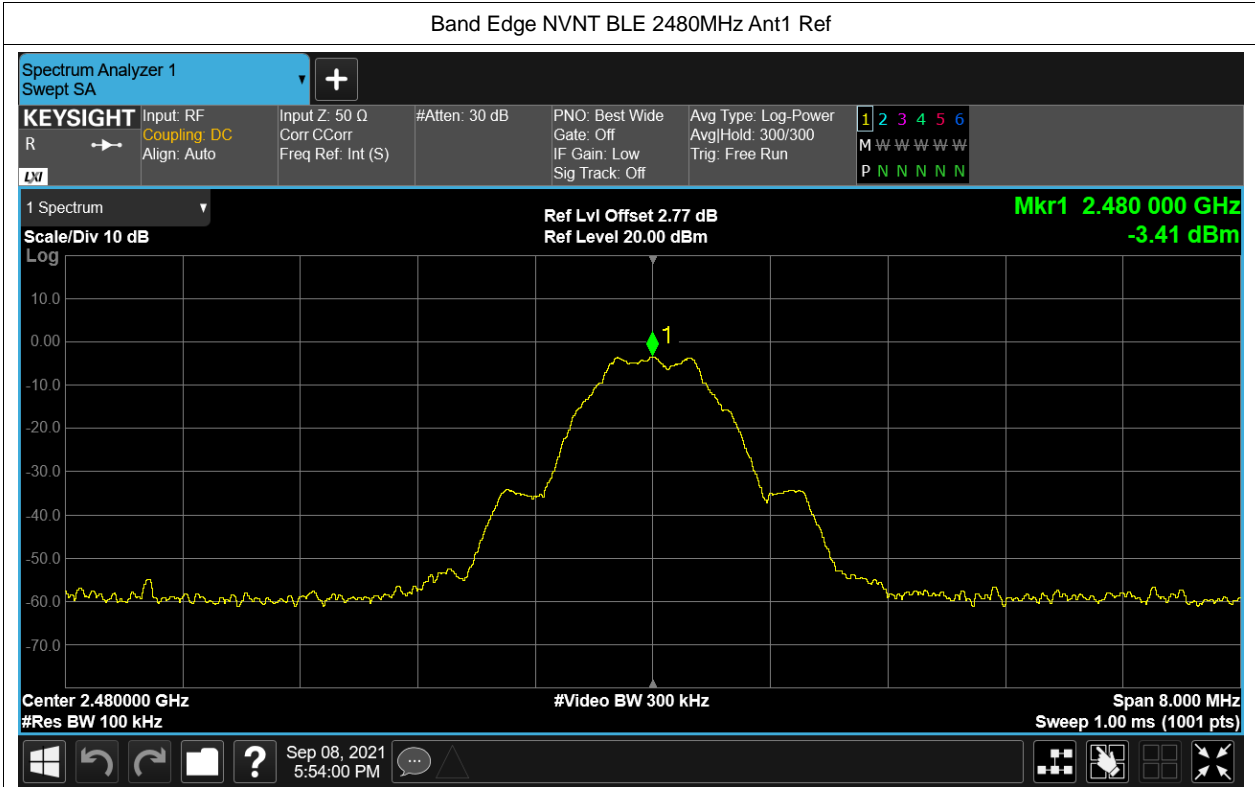 Band Edge NVNT BLE 2480MHz Ant1 Ref
Spectrum Analyzer 1
Swept SA
KEYSIGHT
R
LXI
Input: RF
Coupling: DC
Align: Auto
Input Z: 50 Ω
Corr CCorr
Freq Ref: Int (S)
#Atten: 30 dB
PNO: Best Wide
Gate: Off
IF Gain: Low
Sig Track: Off
Avg Type: Log-Power
Avg|Hold: 300/300
Trig: Free Run
1 2 3 4 5 6
M W W W W W
P N N N N N
1 Spectrum
Scale/Div 10 dB
Log
Ref Lvl Offset 2.77 dB
Ref Level 20.00 dBm
Mkr1 2.480 000 GHz
-3.41 dBm
10.0
0.00
-10.0
-20.0
-30.0
-40.0
-50.0
-60.0
-70.0
1
Center 2.480000 GHz
#Res BW 100 kHz
#Video BW 300 kHz
Span 8.000 MHz
Sweep 1.00 ms (1001 pts)
?
Sep 08, 2021
5:54:00 PM